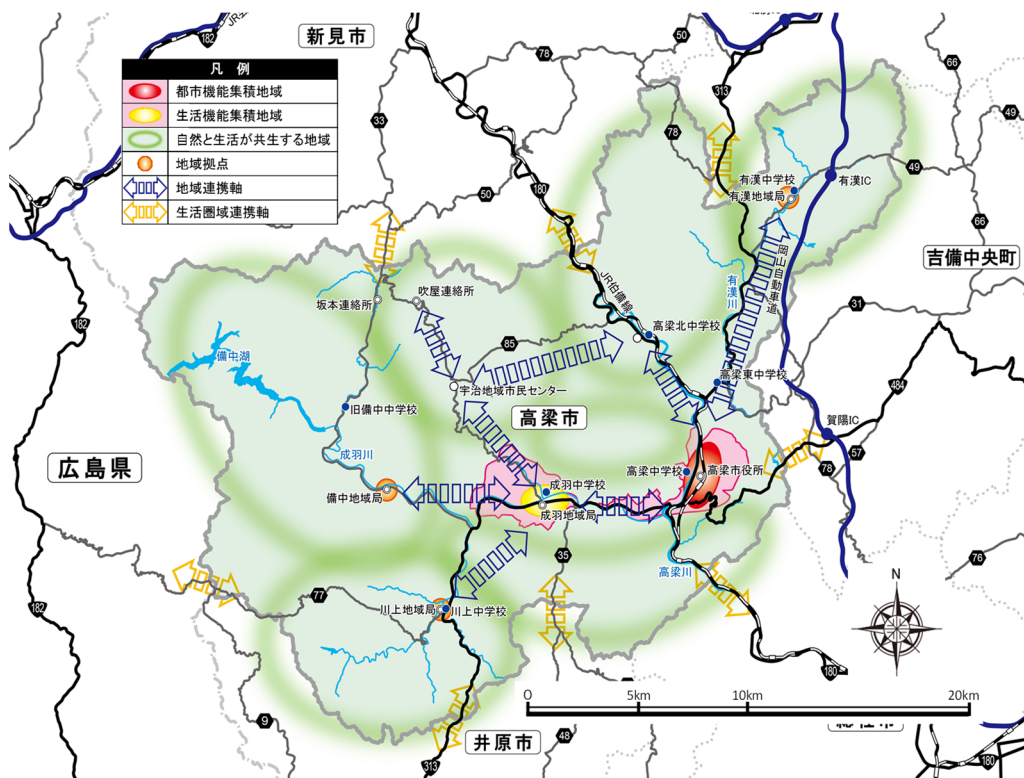 新見市
182
JR
50
78
凡 例
都市機能集積地域
生活機能集積地域
自然と生活が共生する地域
地域拠点
地域連携軸
生活圏域連携軸
33
50
180
313
78
66
49
49
66
有漢中学校
有漢地域局
有漢IC
吉備中央町
岡山自動車道
有漢川
JR伯備線
坂本連絡所
吹屋連絡所
31
182
85
高梁北中学校
備中湖
高梁東中学校
宇治地域市民センター
484
旧備中中学校
高梁市
賀陽IC
57
78
成羽川
広島県
高梁中学校
高梁市役所
備中地域局
成羽中学校
成羽地域局
35
高梁川
76
77
182
川上地域局
川上中学校
N
180
0
5km
10km
20km
9
井原市
48
313
180